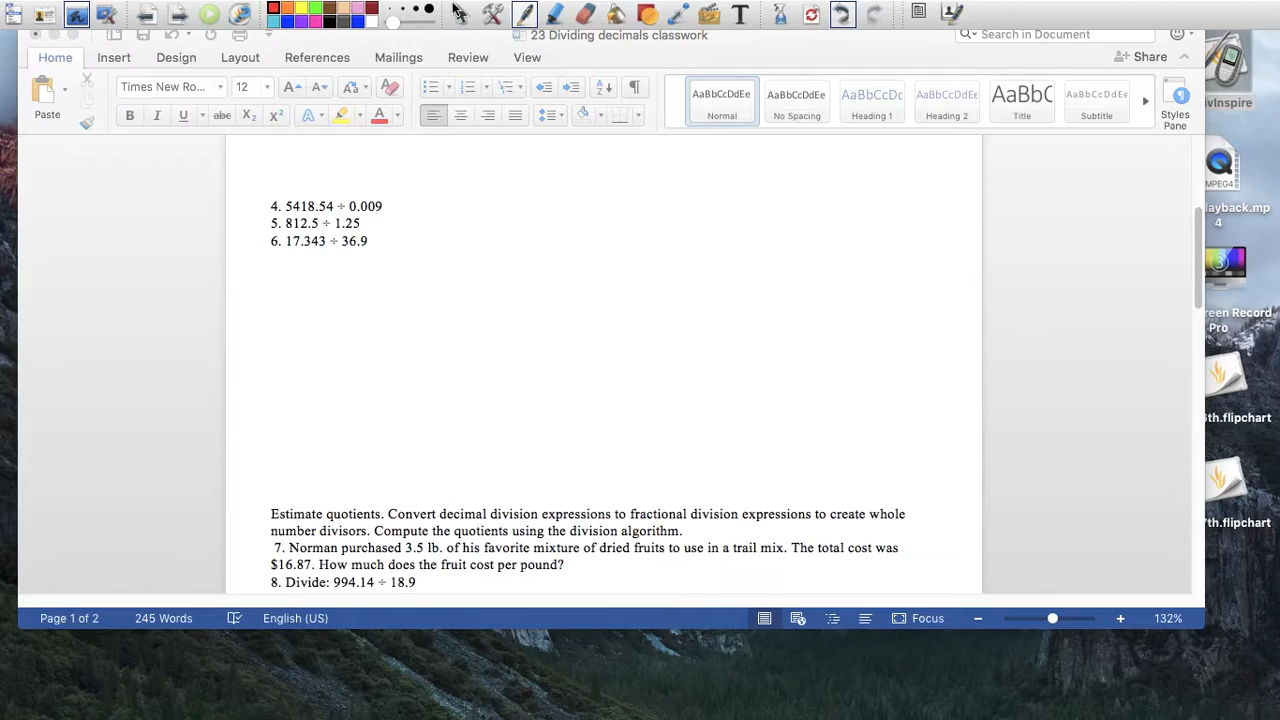 23 Dividing decimals classwork
Search in Document
Home Insert Design Layout References Mailings Review View
Share
Paste
Times New Ro... 12
AaBbCcDdEe AaBbCcDdEe AaBbCcDc AaBbCcDdEe AaBbC AaBbCcDdEe
Normal No Spacing Heading 1 Heading 2 Title Subtitle
Styles
Pane
4. 5418.54 ÷ 0.009
5. 812.5 ÷ 1.25
6. 17.343 ÷ 36.9
Estimate quotients. Convert decimal division expressions to fractional division expressions to create whole
number divisors. Compute the quotients using the division algorithm.
7. Norman purchased 3.5 lb. of his favorite mixture of dried fruits to use in a trail mix. The total cost was
$16.87. How much does the fruit cost per pound?
8. Divide: 994.14 ÷ 18.9
Page 1 of 2 245 Words English (US) Focus 132%
ivInspire
MPEG4
layback.mp
4
3
reen Record
Pro
6th.flipchart
7th.flipchart